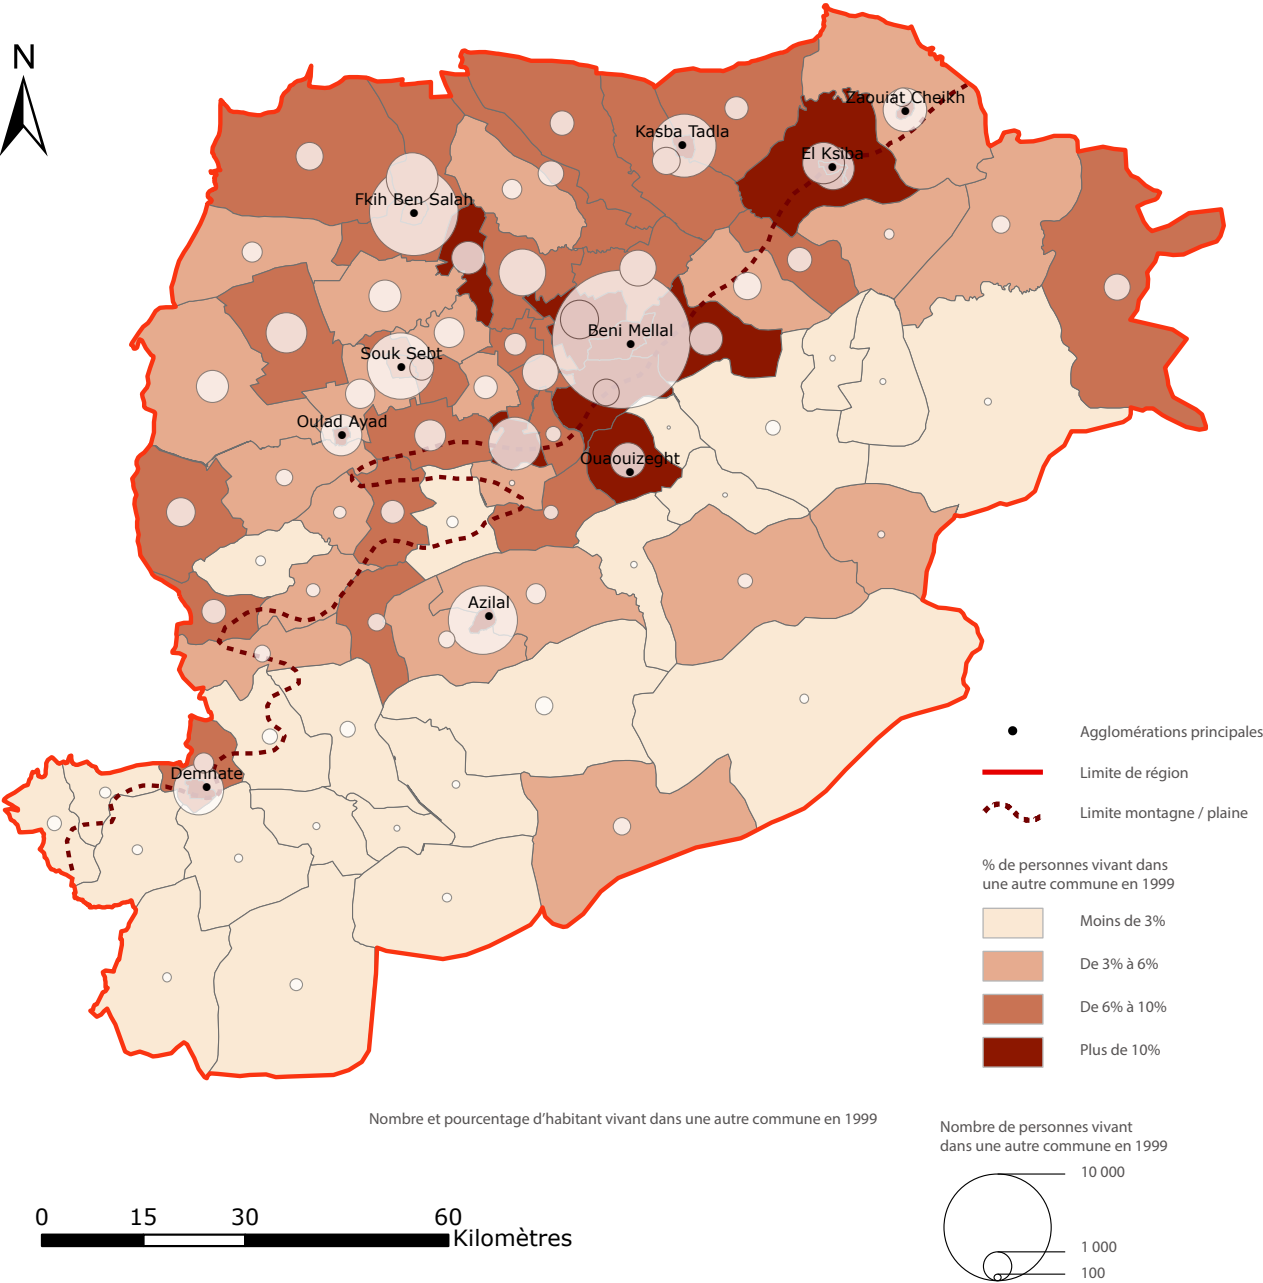 N
Zaouiat Cheikh
Kasba Tadla
El Ksiba
Fkih Ben Salah
Beni Mellal
Souk Sebt
Oulad Ayad
Ouaouizeght
Azilal
Demnate
Agglomérations principales
Limite de région
Limite montagne / plaine
% de personnes vivant dans
une autre commune en 1999
Moins de 3%
De 3% à 6%
De 6% à 10%
Plus de 10%
Nombre et pourcentage d'habitant vivant dans une autre commune en 1999
Nombre de personnes vivant
dans une autre commune en 1999
10 000
1 000
100
0 15 30 60
Kilomètres